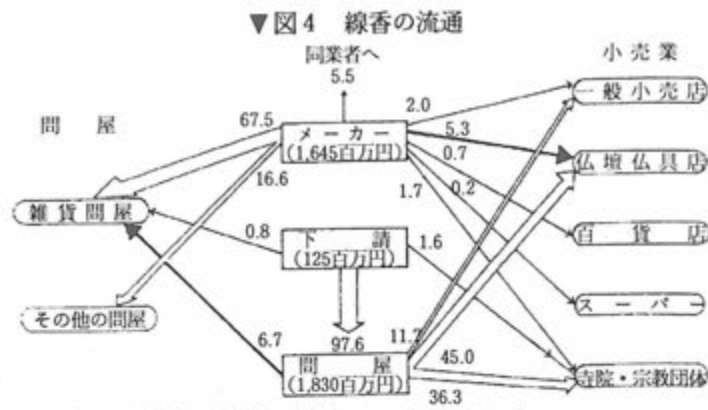 ▼図4 線香の流通
同業者へ
5.5
小売業
問屋
67.5
メーカー
(1,645百万円)
2.0
一般小売店
5.3
0.7
仏壇仏具店
16.6
1.7
0.2
雑貨問屋
0.8
下請
(125百万円)
1.6
百貨店
スーパー
その他の問屋
6.7
97.6
11.7
問屋
(1,830百万円)
45.0
寺院・宗教団体
36.3